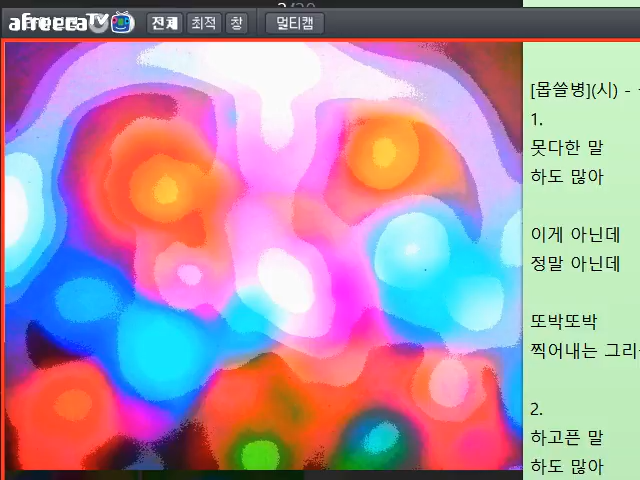 afreeca TV
전체 최적 창 멀티캠
[몹쓸병](시) -
1.
못다한 말
하도 많아
이게 아닌데
정말 아닌데
또박또박
찍어내는
2.
하고픈 말
하도 많아